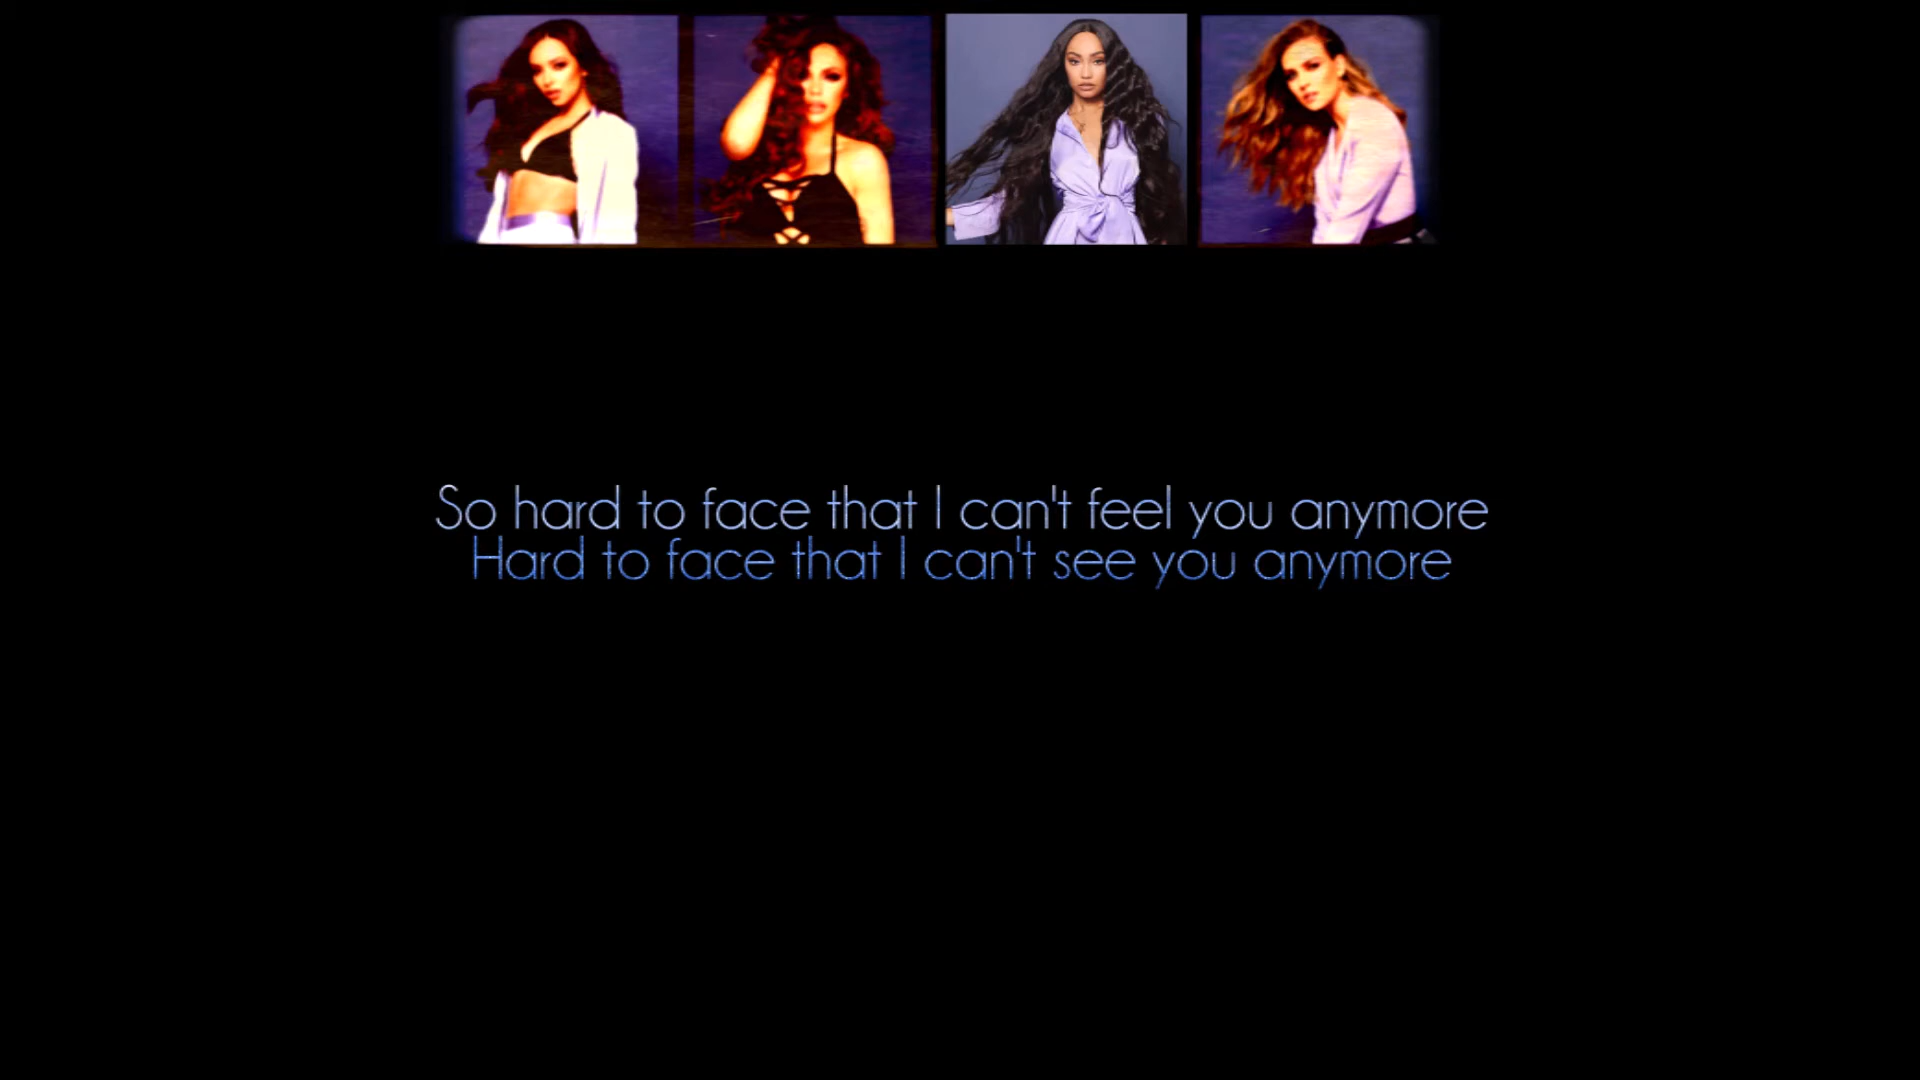 So hard to face that I can't feel you anymore
Hard to face that I can't see you anymore